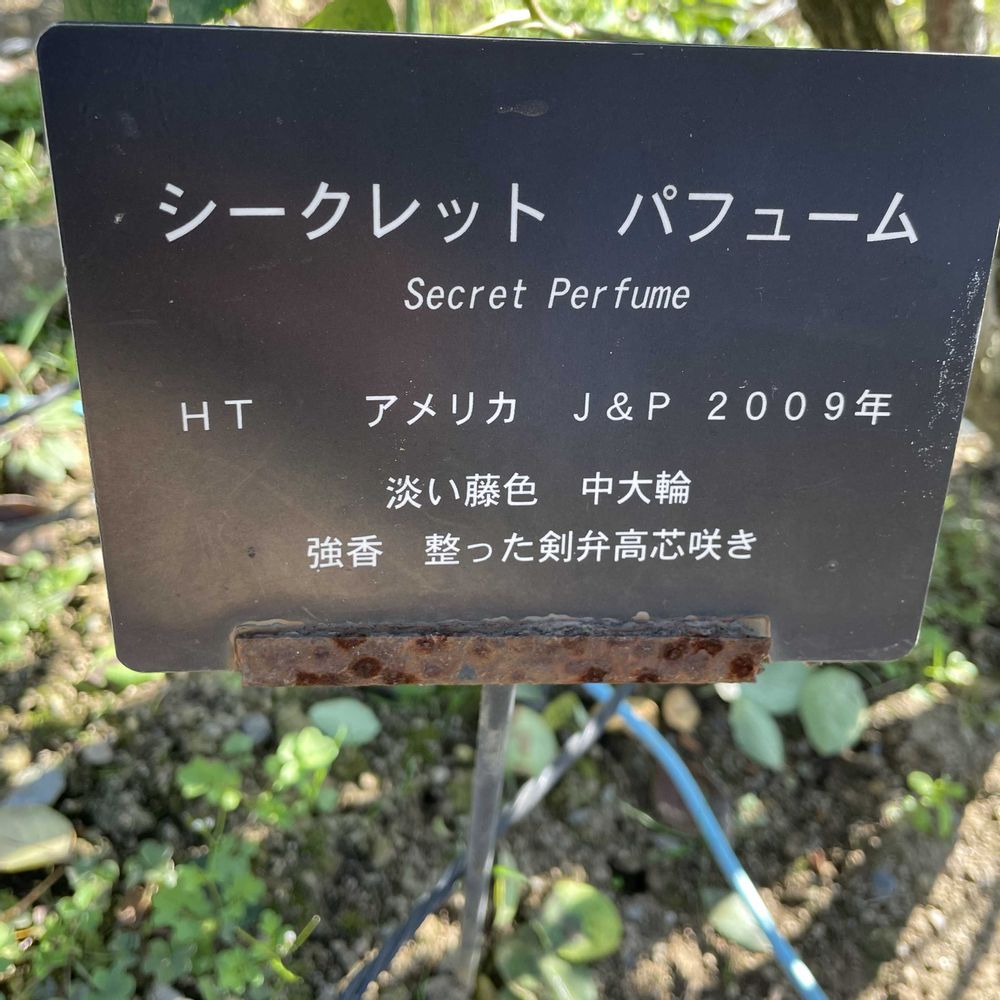 シークレット　パフューム
Secret Perfume
ＨＴ　　アメリカ　Ｊ＆Ｐ ２００９年
淡い藤色　中大輪
強香　整った剣弁高芯咲き